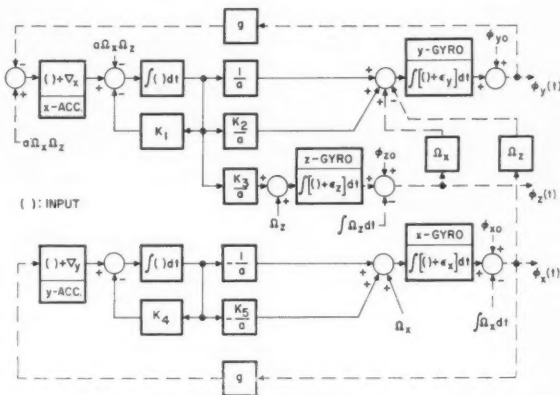 g
aΩxΩz
φyo
y-GYRO
( )+∇x
x-ACC.
∫( )dt
1/a
∫[( )+εy]dt
φy(t)
aΩxΩz
K1
K2/a
z-GYRO
φzo
Ωx
Ωz
K3/a
∫[( )+εz]dt
φz(t)
( ): INPUT
Ωz
∫Ωzdt
φxo
x-GYRO
( )+∇y
y-ACC.
∫( )dt
-1/a
∫[( )+εx]dt
φx(t)
K4
-K5/a
Ωx
∫Ωxdt
g